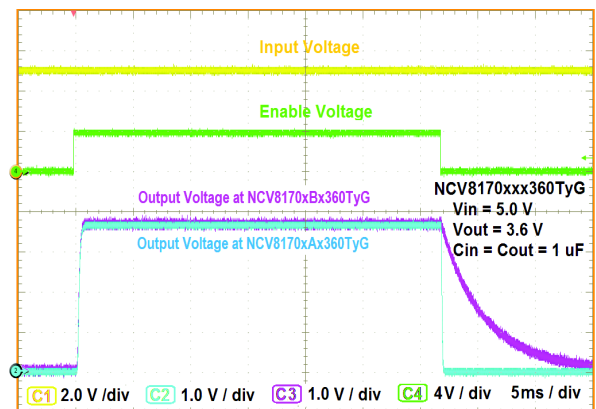 Input Voltage
Enable Voltage
4
NCV8170xxx360TyG
Output Voltage at NCV8170xBx360TyG
Vin = 5.0 V
Vout = 3.6 V
Output Voltage at NCV8170xAx360TyG
Cin = Cout = 1 uF
2
C1 2.0 V /div C2 1.0 V / div C3 1.0 V / div C4 4V / div 5ms / div